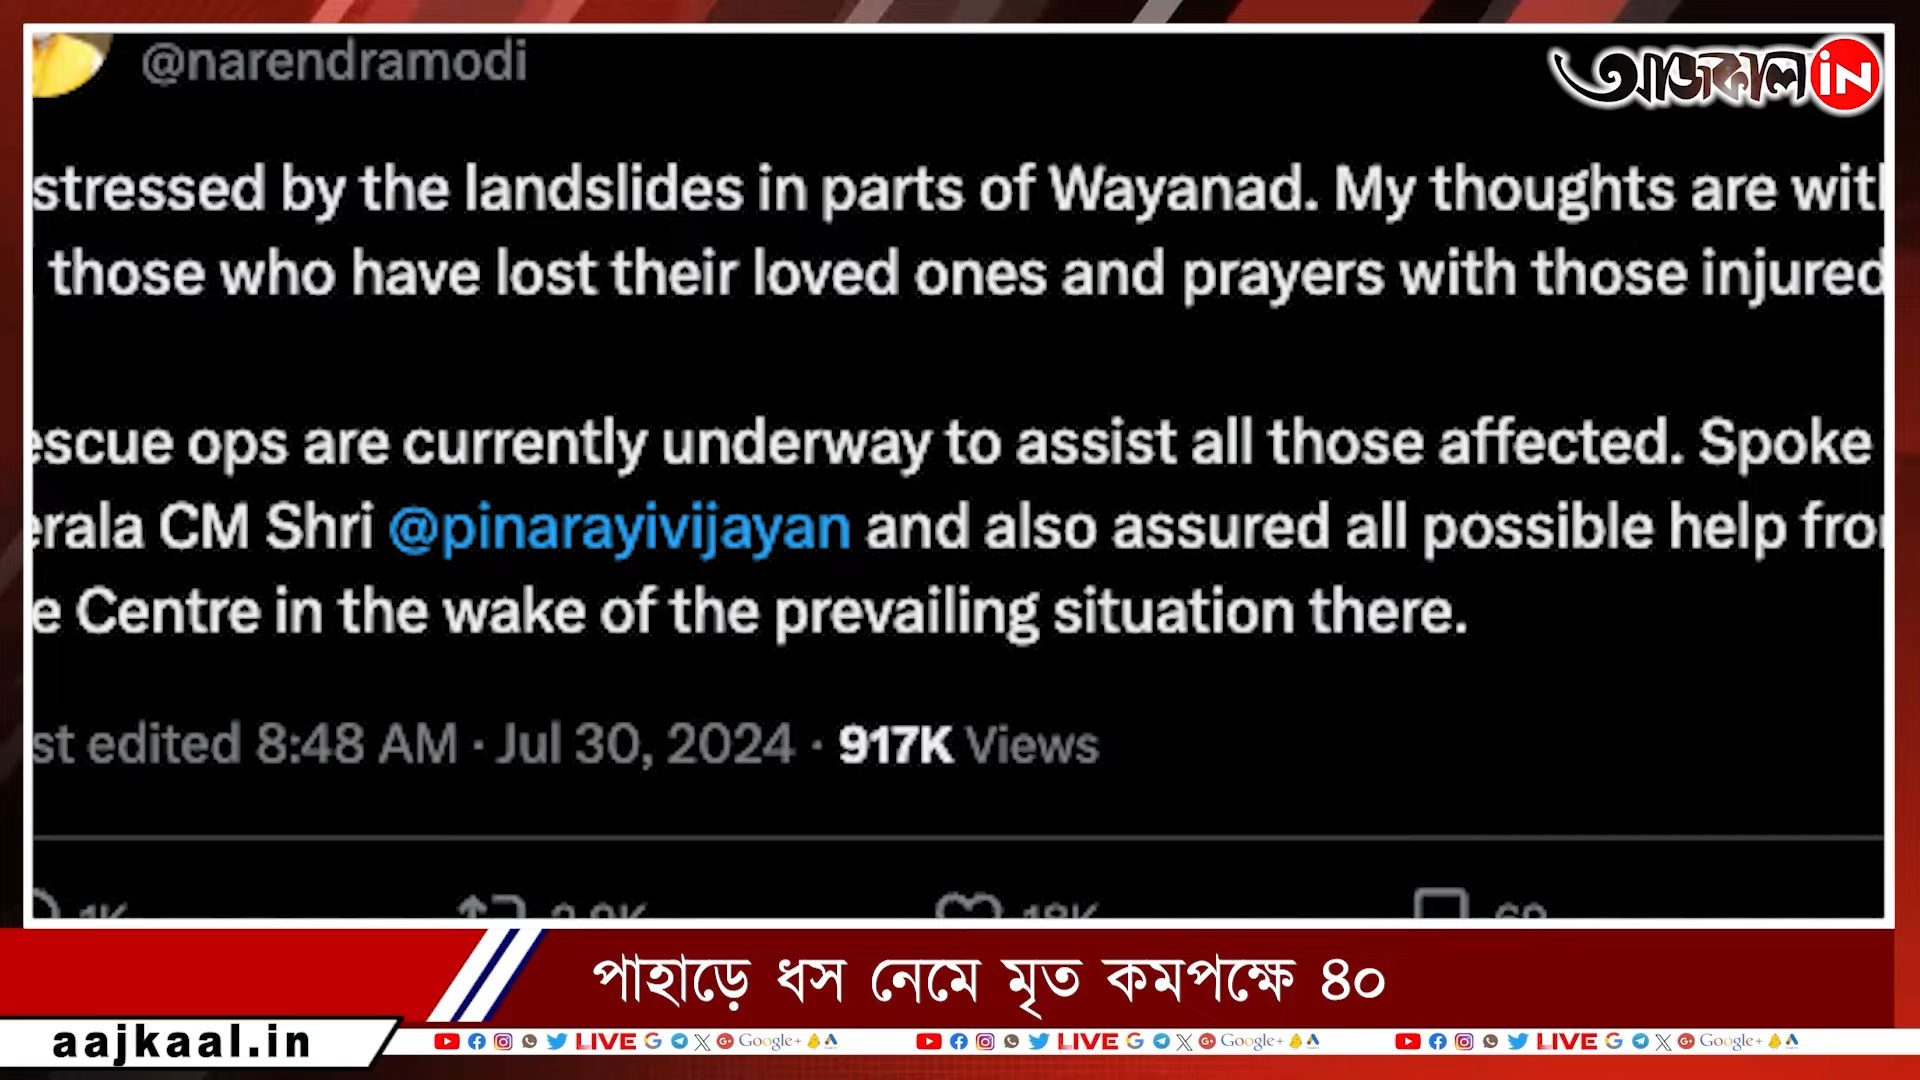 @narendramodi
আজকাল IN
stressed by the landslides in parts of Wayanad. My thoughts are with
those who have lost their loved ones and prayers with those injured
escue ops are currently underway to assist all those affected. Spoke
erala CM Shri @pinarayivijayan and also assured all possible help from
e Centre in the wake of the prevailing situation there.
st edited 8:48 AM · Jul 30, 2024 · 917K Views
1K 18K
পাহাড়ে ধস নেমে মৃত কমপক্ষে ৪০
aajkaal.in
LIVE Google+ LIVE Google+ LIVE Google+